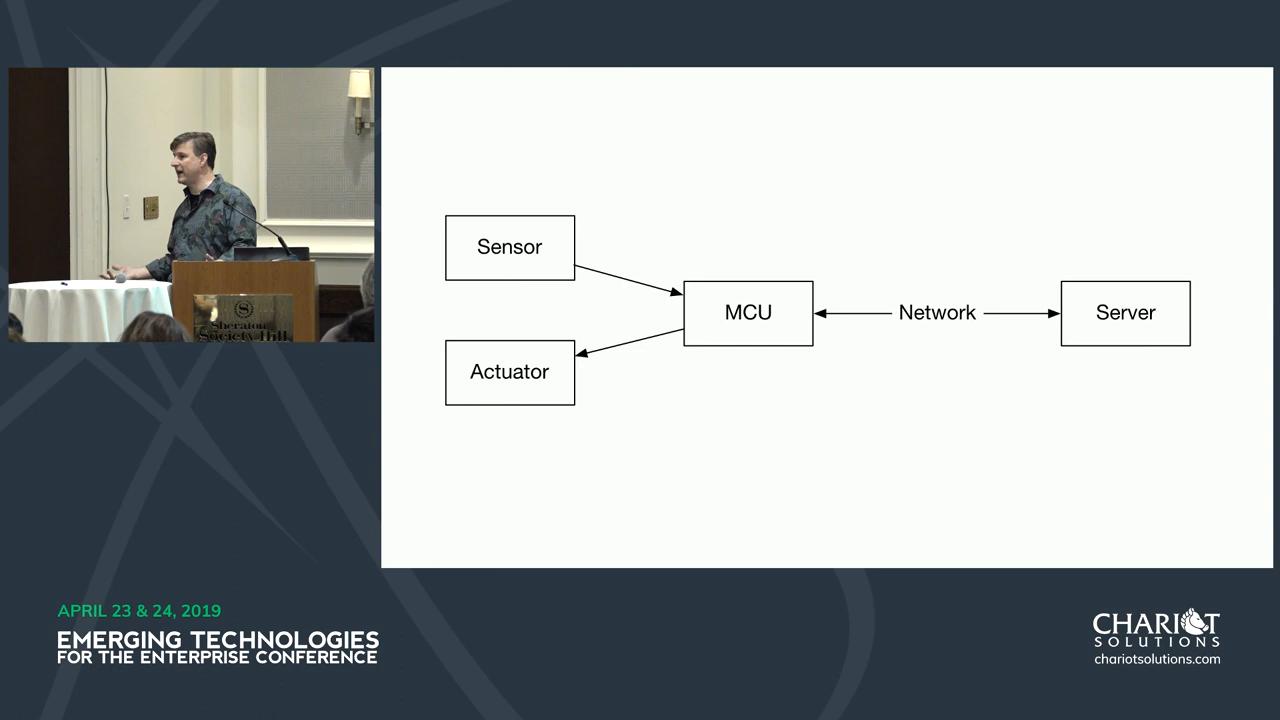 Sensor
MCU
Network
Server
Actuator
Sheraton
Society Hill
APRIL 23 & 24, 2019
EMERGING TECHNOLOGIES
FOR THE ENTERPRISE CONFERENCE
CHARIOT
SOLUTIONS
chariotsolutions.com